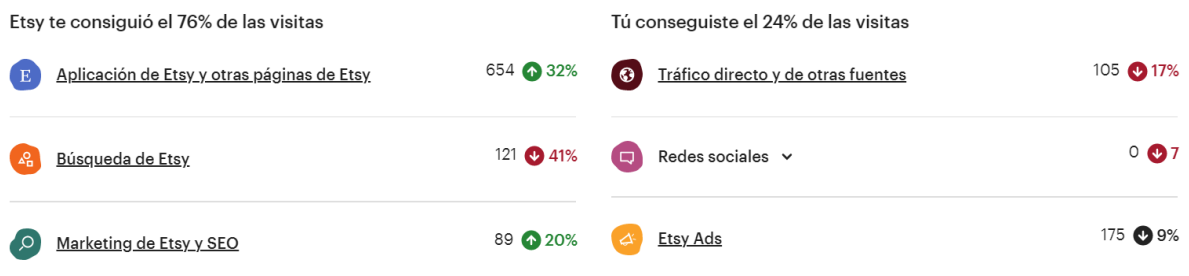 Etsy te consiguió el 76% de las visitas
E Aplicación de Etsy y otras páginas de Etsy 654 32%
Búsqueda de Etsy 121 41%
Marketing de Etsy y SEO 89 20%
Tú conseguiste el 24% de las visitas
Tráfico directo y de otras fuentes 105 17%
Redes sociales 0 7
Etsy Ads 175 9%